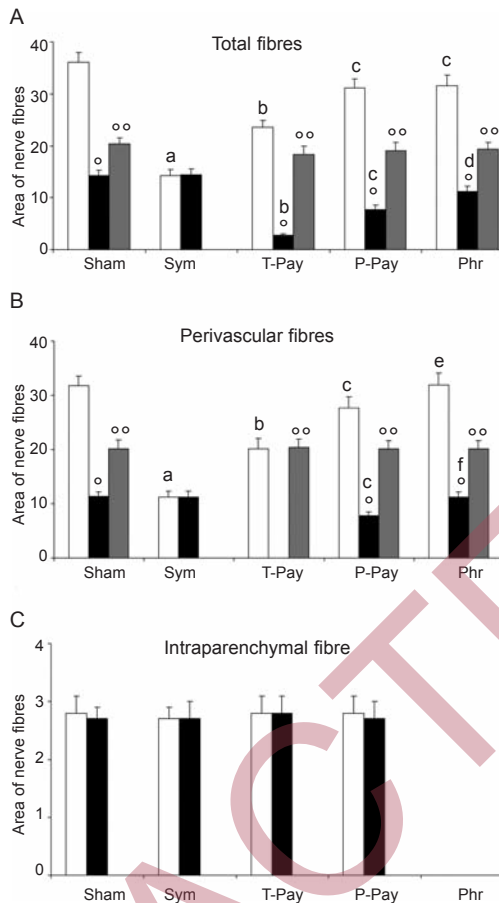 A
Total fibres
Area of nerve fibres
40
30
20
10
0
a
b
b
c
c
c
d
Sham Sym T-Pay P-Pay Phr
B
Perivascular fibres
Area of nerve fibres
40
30
20
10
0
a
b
c
c
e
f
Sham Sym T-Pay P-Pay Phr
C
Intraparenchymal fibre
Area of nerve fibres
4
3
2
1
0
Sham Sym T-Pay P-Pay Phr
ACT